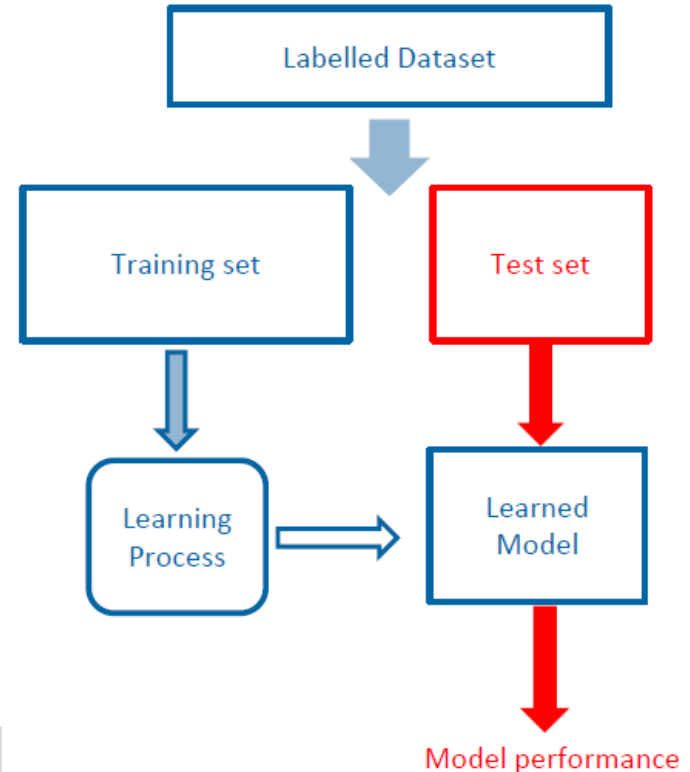 Labelled Dataset
Training set
Test set
Learning
Process
Learned
Model
Model performance